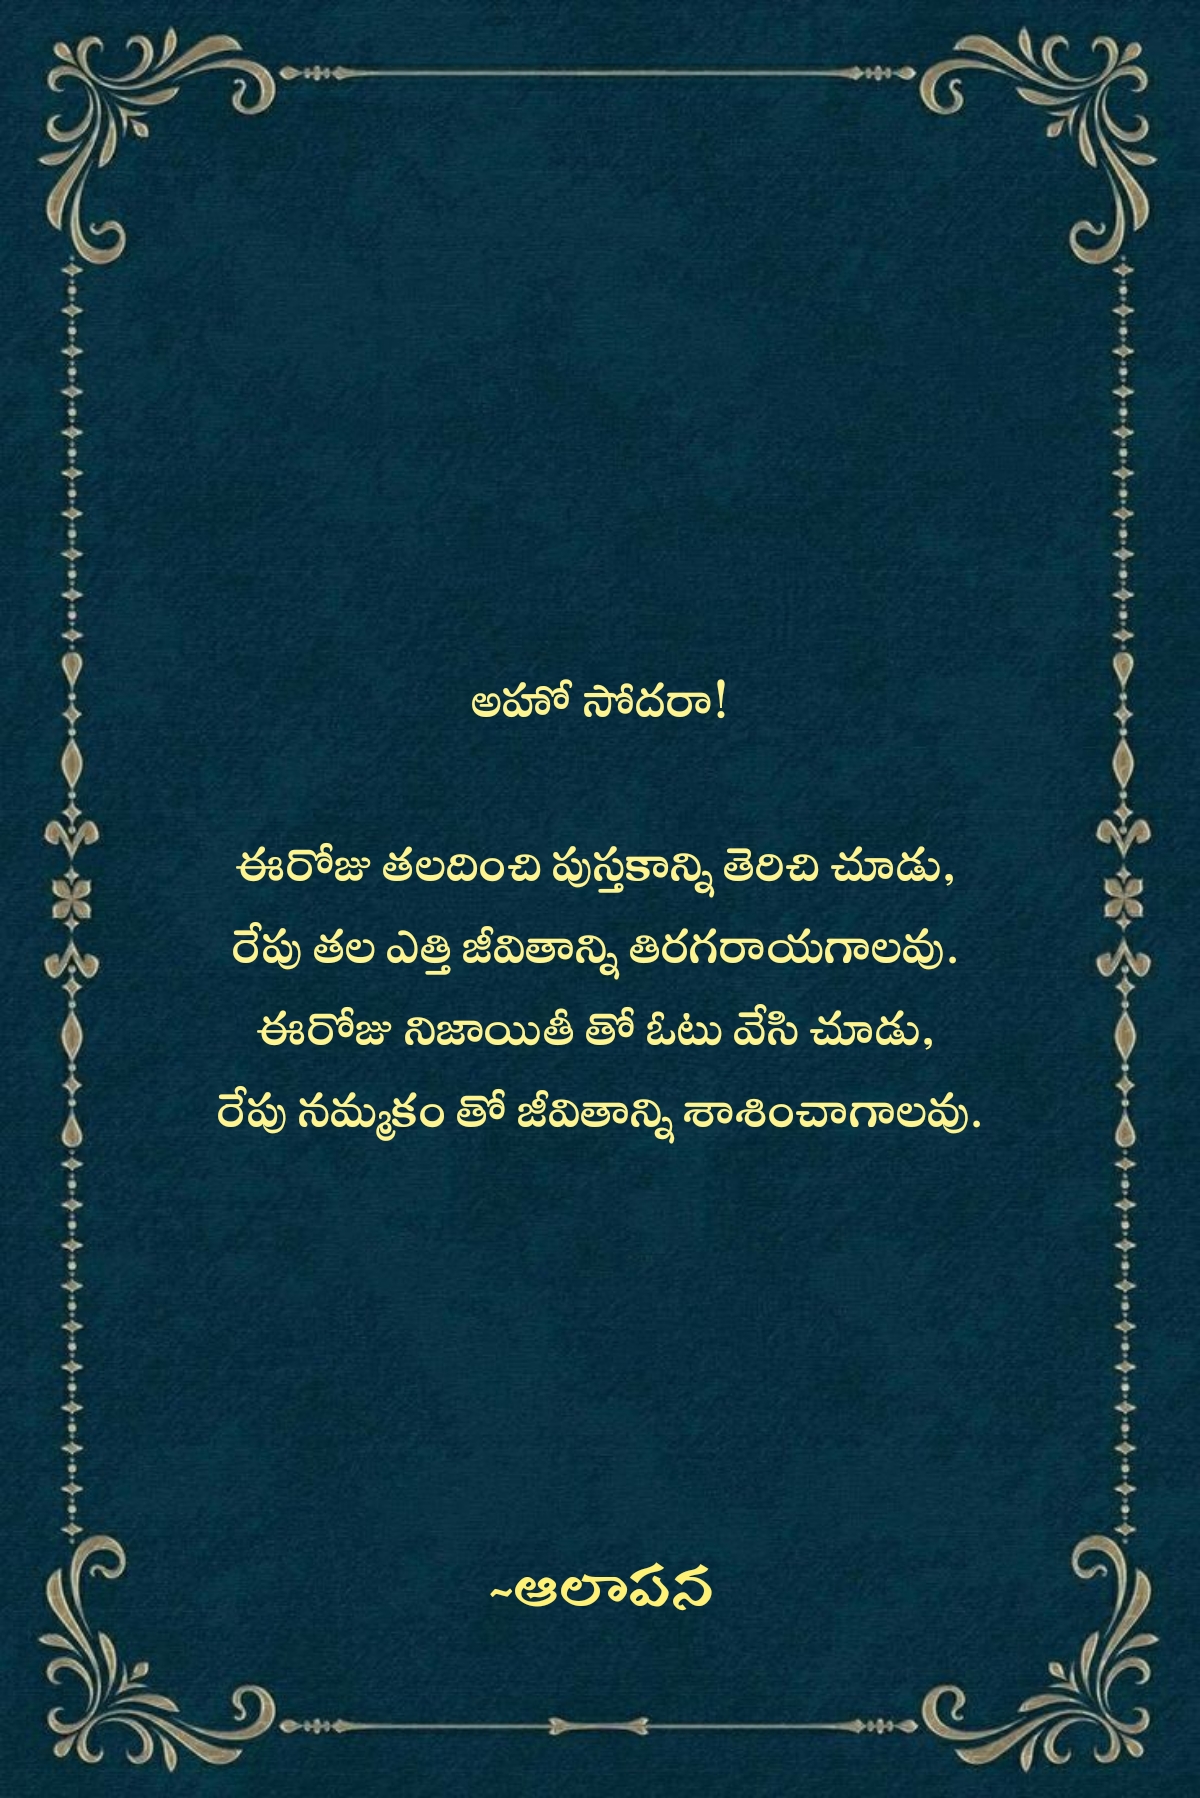 అహో సోదరా!
ఈరోజు తలదించి పుస్తకాన్ని తెరిచి చూడు,
రేపు తల ఎత్తి జీవితాన్ని తిరగరాయగాలవు.
ఈరోజు నిజాయితీ తో ఓటు వేసి చూడు,
రేపు నమ్మకం తో జీవితాన్ని శాశించాగాలవు.
~ఆలాపన